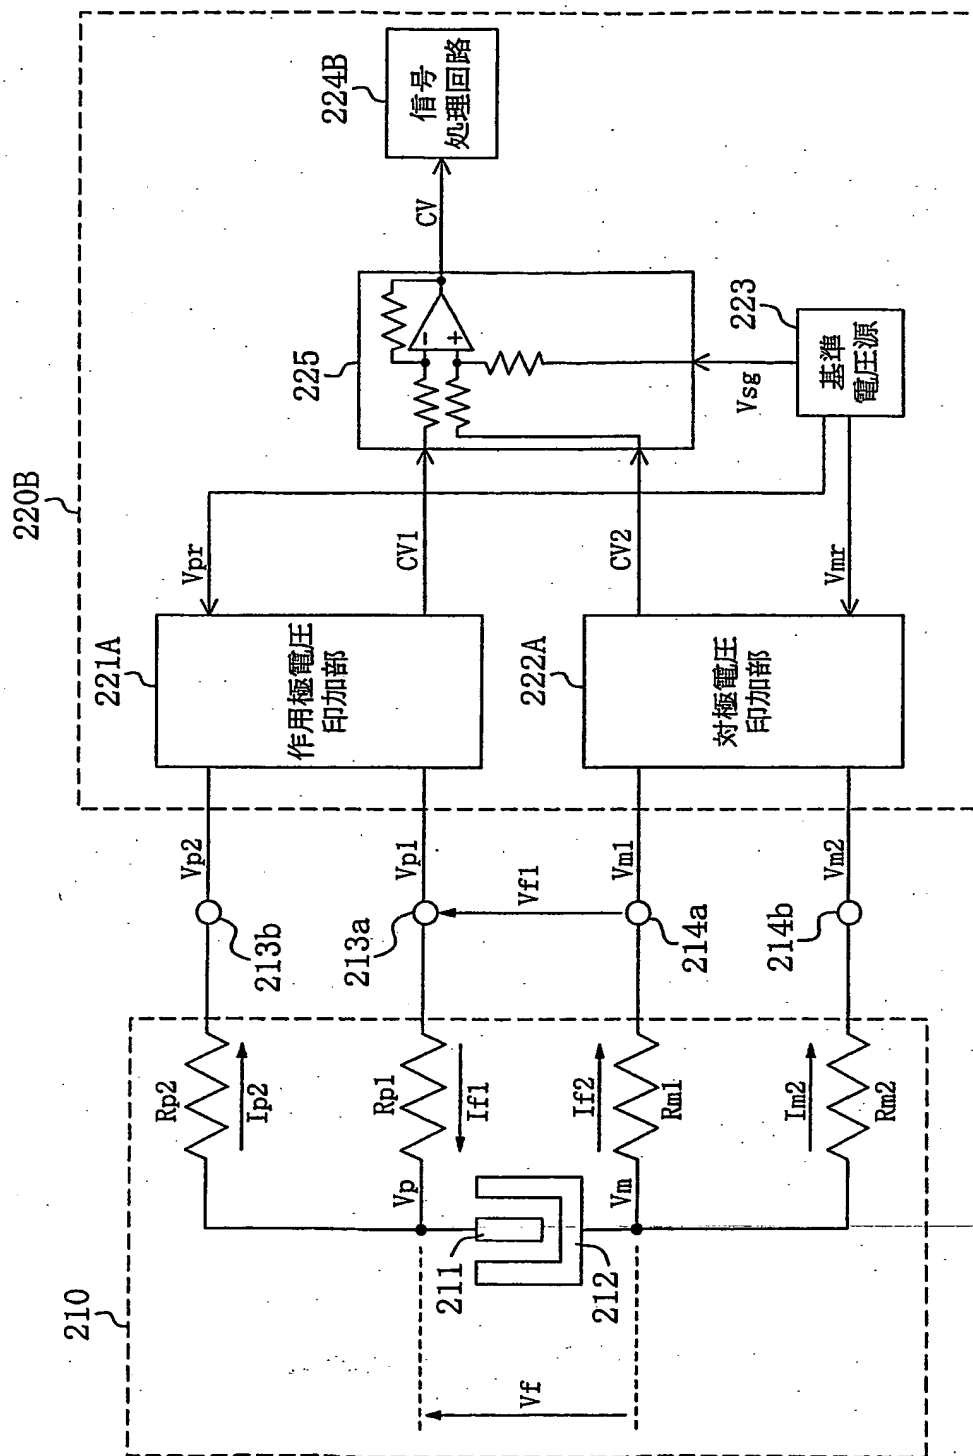 220B
224B
信号
処理回路
CV
225
223
基準
電圧源
Vsg
Vpr
CV1
CV2
Vmr
221A
作用極電圧
印加部
222A
対極電圧
印加部
Vp2
Vp1
Vm1
Vm2
Vf1
213b
213a
214a
214b
210
Rp2
Ip2
Rp1
If1
If2
Rm1
Im2
Rm2
Vp
Vm
211
212
Vf